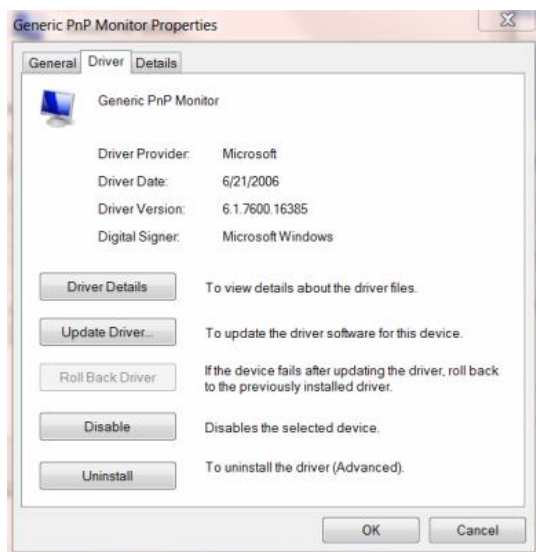 Generic PnP Monitor Properties
General Driver Details
Generic PnP Monitor
Driver Provider: Microsoft
Driver Date: 6/21/2006
Driver Version: 6.1.7600.16385
Digital Signer: Microsoft Windows
Driver Details To view details about the driver files.
Update Driver... To update the driver software for this device.
Roll Back Driver If the device fails after updating the driver, roll back
to the previously installed driver.
Disable Disables the selected device.
Uninstall To uninstall the driver (Advanced).
OK Cancel